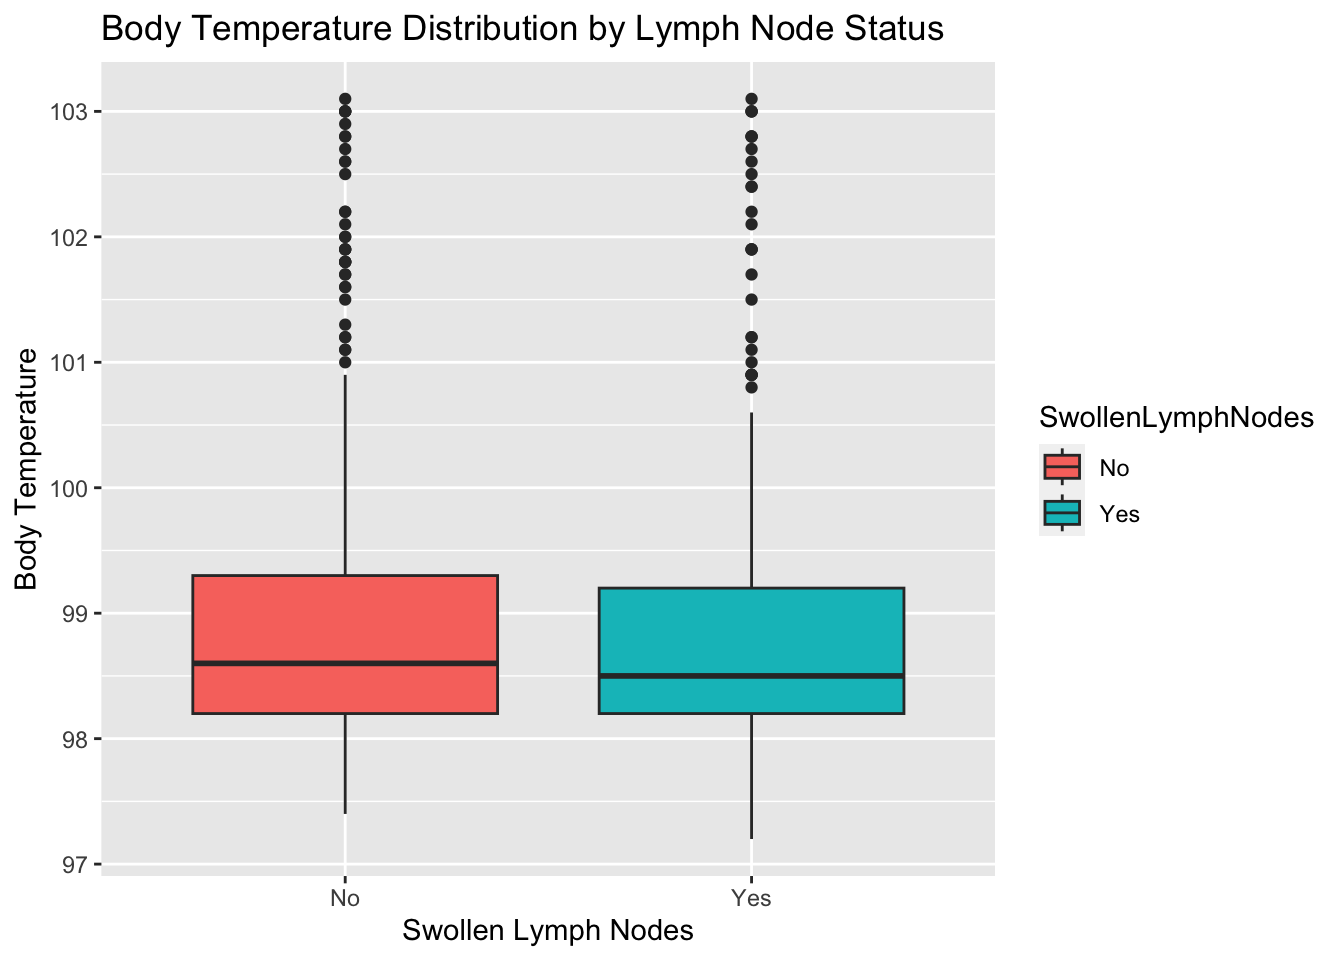 Body Temperature Distribution by Lymph Node Status
103
102
101
100
99
98
97
Body Temperature
No
Yes
Swollen Lymph Nodes
SwollenLymphNodes
No
Yes